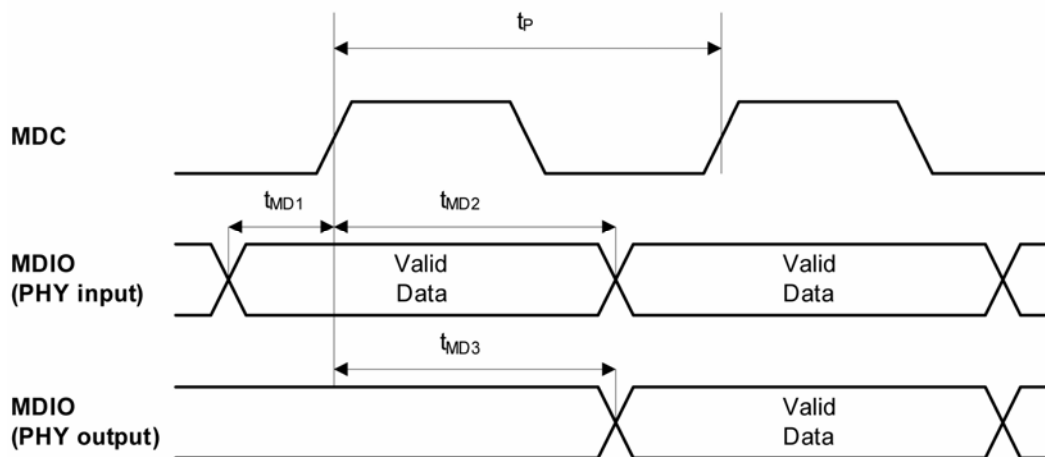 tP
MDC
tMD1
tMD2
MDIO
(PHY input)
Valid
Data
Valid
Data
tMD3
MDIO
(PHY output)
Valid
Data